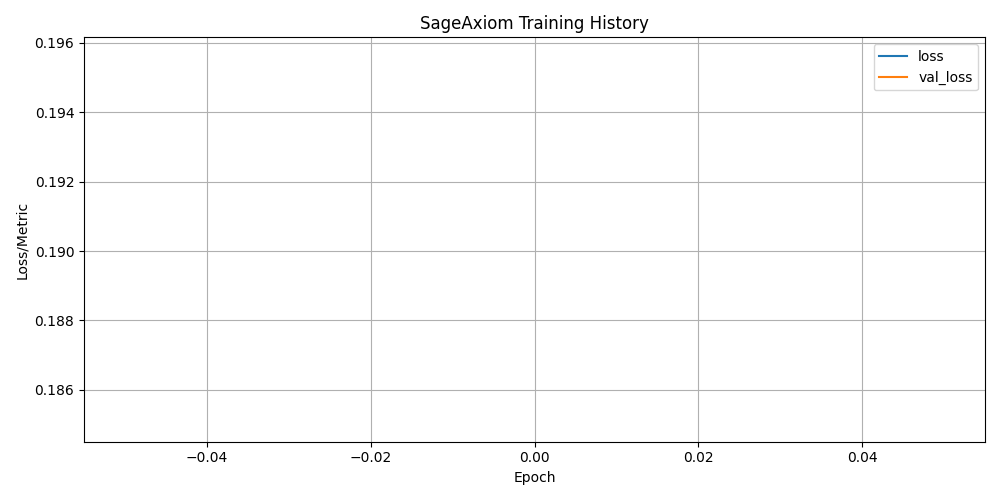 SageAxiom Training History
0.196
0.194
0.192
0.190
0.188
0.186
Loss/Metric
loss
val_loss
−0.04 −0.02 0.00 0.02 0.04
Epoch